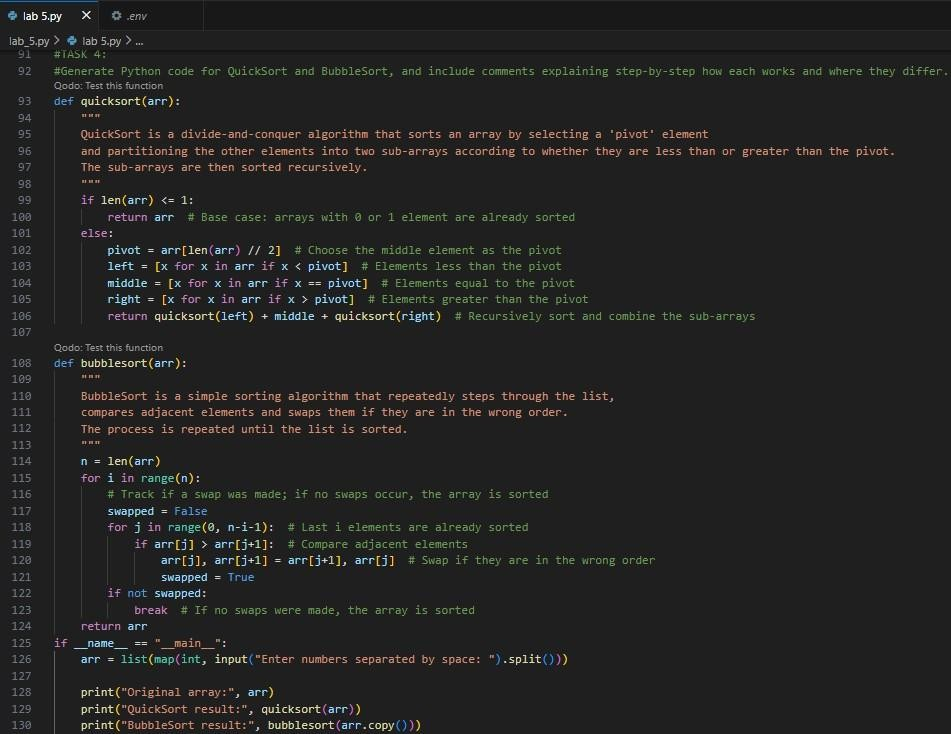 lab 5.py
.env
lab_5.py > lab 5.py > ...
91 #TASK 4:
92 #Generate Python code for QuickSort and BubbleSort, and include comments explaining step-by-step how each works and where they differ.
Qodo: Test this function
93 def quicksort(arr):
94     """
95     QuickSort is a divide-and-conquer algorithm that sorts an array by selecting a 'pivot' element
96     and partitioning the other elements into two sub-arrays according to whether they are less than or greater than the pivot.
97     The sub-arrays are then sorted recursively.
98     """
99     if len(arr) <= 1:
100         return arr  # Base case: arrays with 0 or 1 element are already sorted
101     else:
102         pivot = arr[len(arr) // 2]  # Choose the middle element as the pivot
103         left = [x for x in arr if x < pivot]  # Elements less than the pivot
104         middle = [x for x in arr if x == pivot]  # Elements equal to the pivot
105         right = [x for x in arr if x > pivot]  # Elements greater than the pivot
106         return quicksort(left) + middle + quicksort(right)  # Recursively sort and combine the sub-arrays
107
Qodo: Test this function
108 def bubblesort(arr):
109     """
110     BubbleSort is a simple sorting algorithm that repeatedly steps through the list,
111     compares adjacent elements and swaps them if they are in the wrong order.
112     The process is repeated until the list is sorted.
113     """
114     n = len(arr)
115     for i in range(n):
116         # Track if a swap was made; if no swaps occur, the array is sorted
117         swapped = False
118         for j in range(0, n-i-1):  # Last i elements are already sorted
119             if arr[j] > arr[j+1]:  # Compare adjacent elements
120                 arr[j], arr[j+1] = arr[j+1], arr[j]  # Swap if they are in the wrong order
121                 swapped = True
122         if not swapped:
123             break  # If no swaps were made, the array is sorted
124     return arr
125 if __name__ == "__main__":
126     arr = list(map(int, input("Enter numbers separated by space: ").split()))
127
128     print("Original array:", arr)
129     print("QuickSort result:", quicksort(arr))
130     print("BubbleSort result:", bubblesort(arr.copy()))